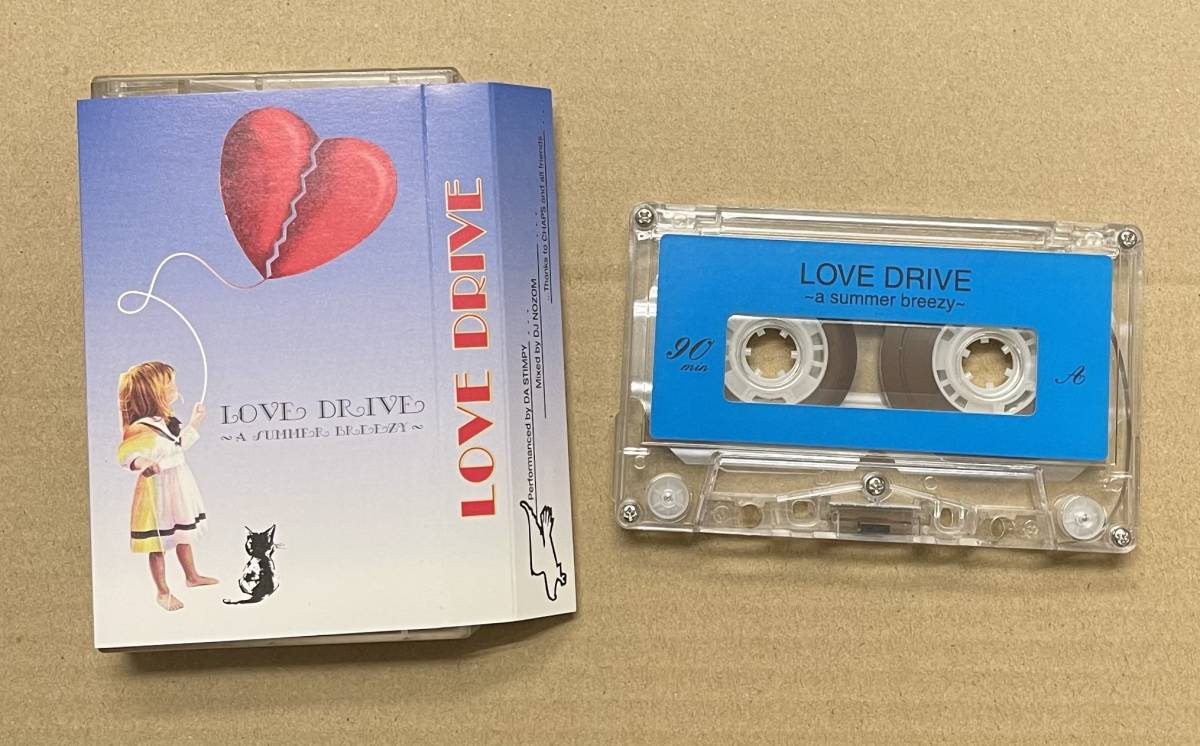 LOVE DRIVE
~A SUMMER BREEZY~
LOVE DRIVE
Performanced by DA STIMPY
Mixed by DJ NOZOM
Thanks to CHAPS and all friends
LOVE DRIVE
~a summer breezy~
90
min
A